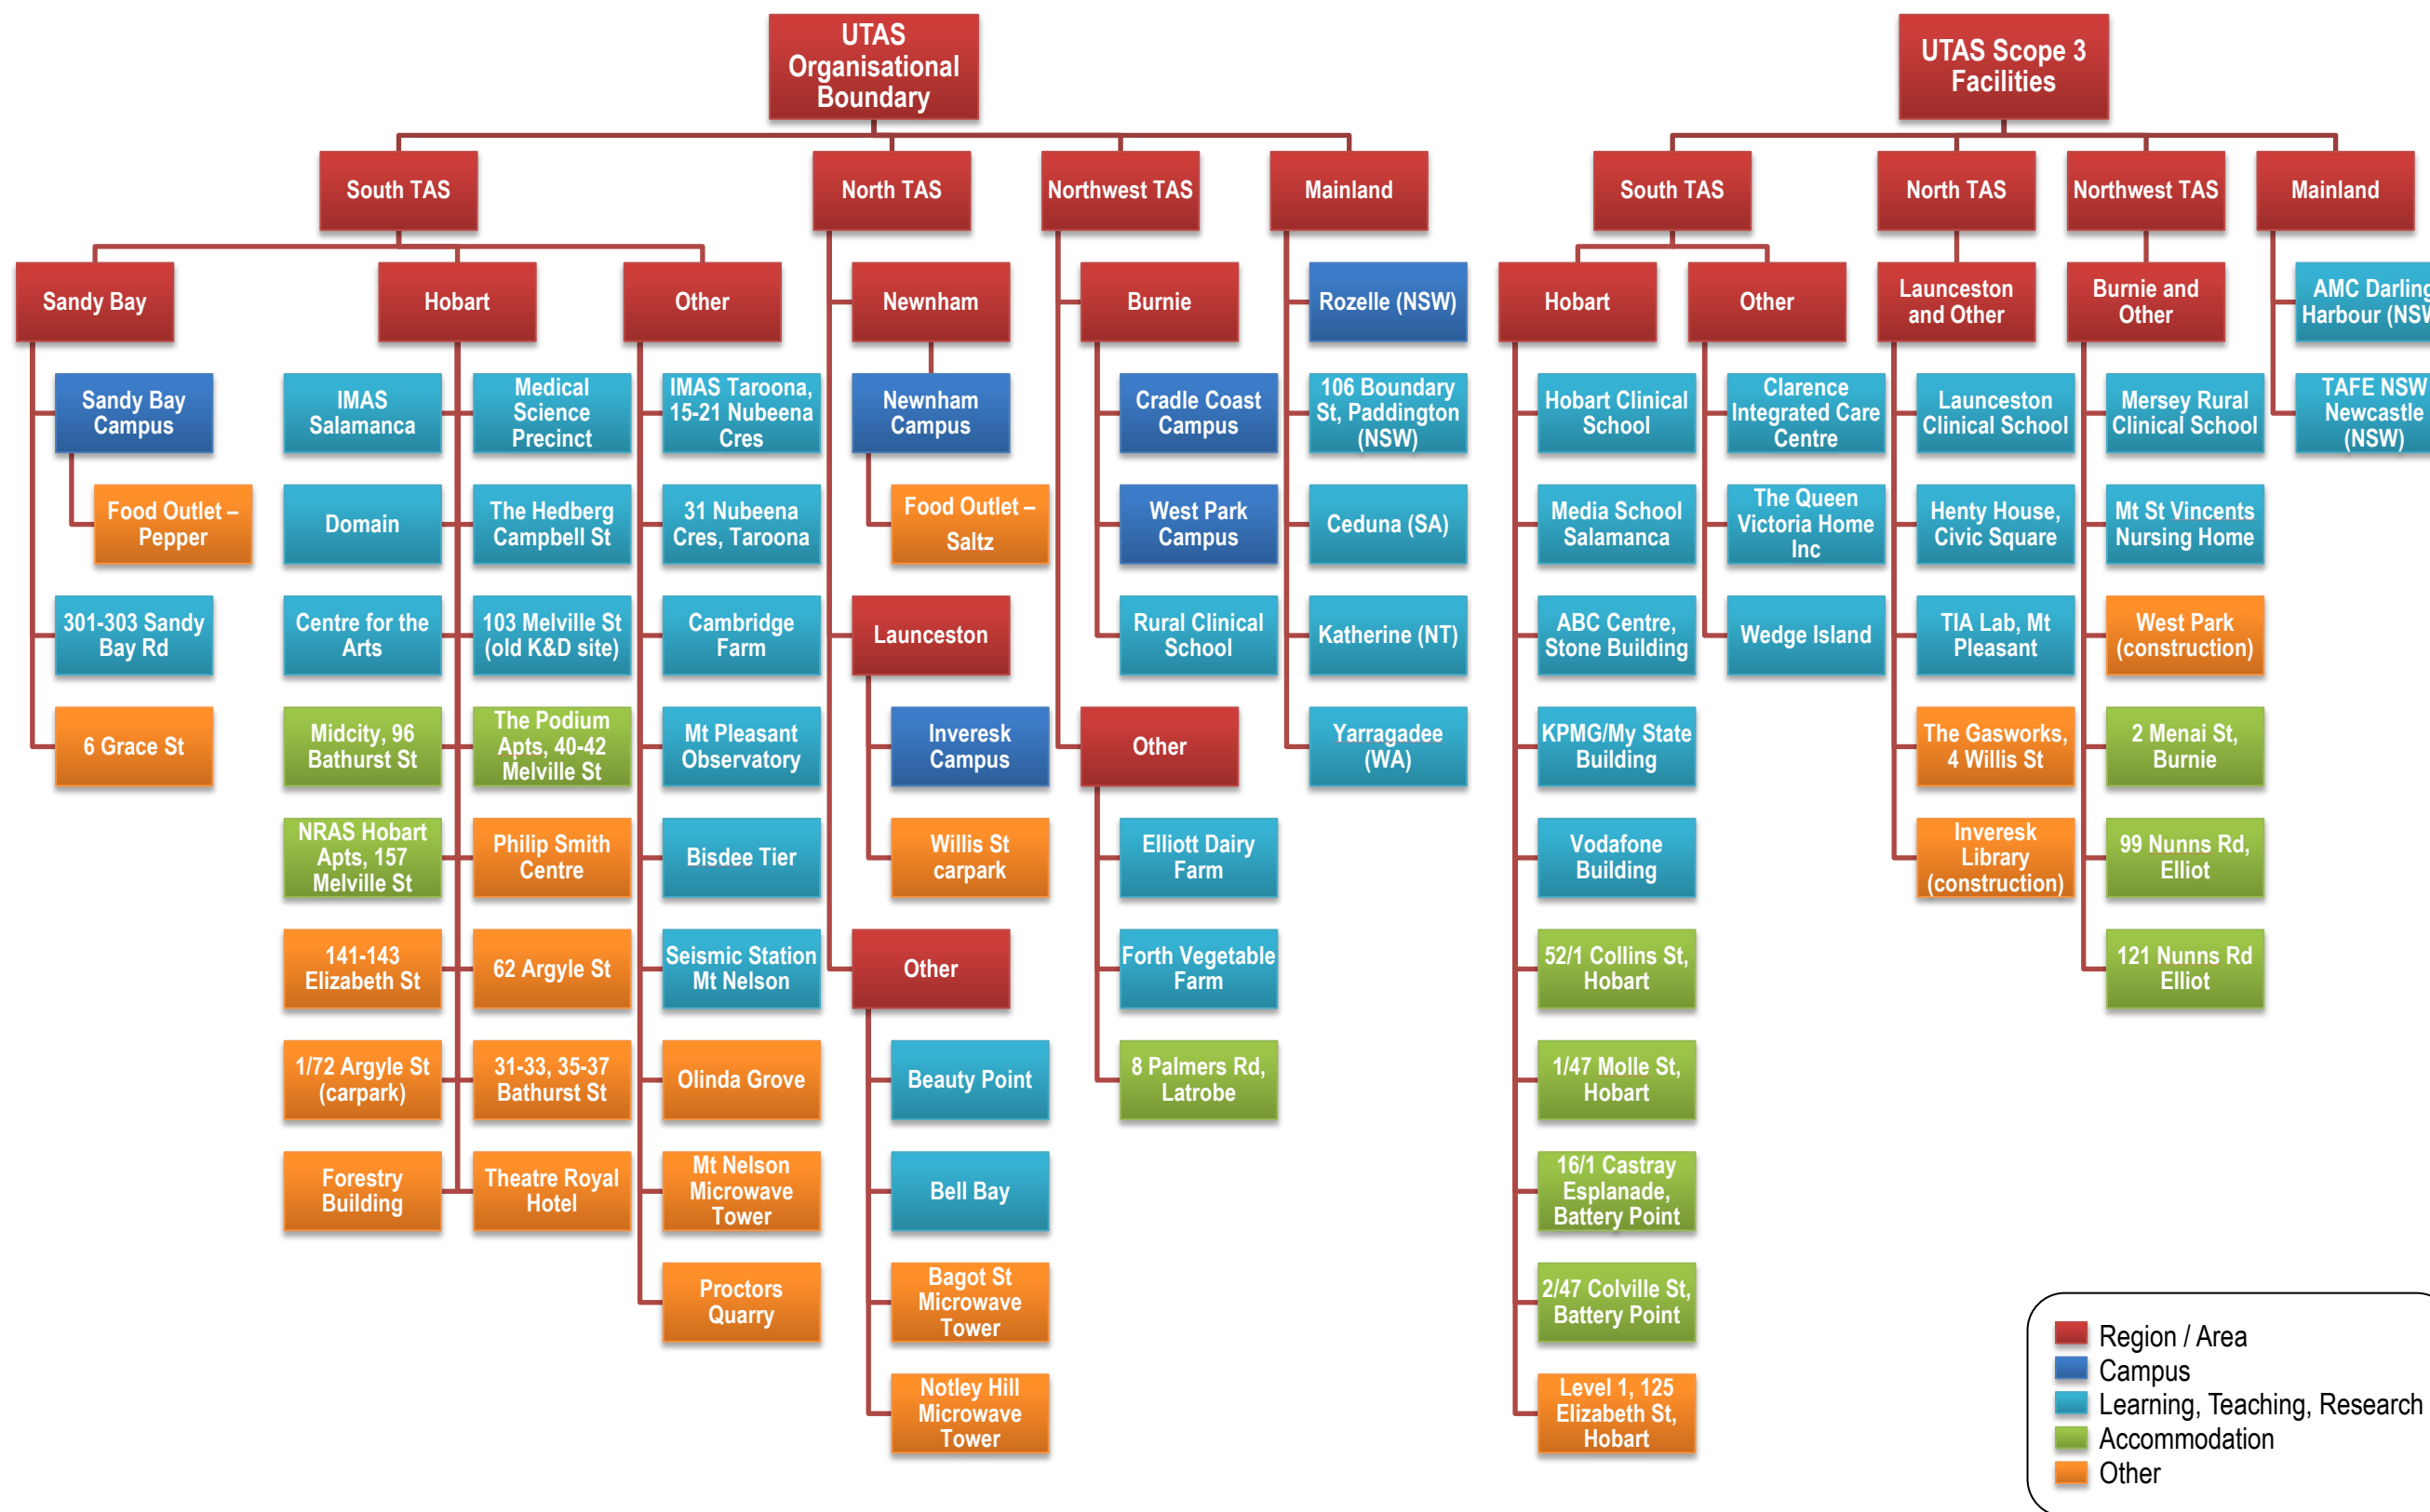 UTAS
Organisational
Boundary
UTAS Scope 3
Facilities
South TAS
North TAS
Northwest TAS
Mainland
South TAS
North TAS
Northwest TAS
Mainland
Sandy Bay
Hobart
Other
Newnham
Burnie
Rozelle (NSW)
Hobart
Other
Launceston
and Other
Burnie and
Other
AMC Darling
Harbour (NSW
Sandy Bay
Campus
IMAS
Salamanca
Medical
Science
Precinct
IMAS Taroona,
15-21 Nubeena
Cres
Newnham
Campus
Cradle Coast
Campus
106 Boundary
St, Paddington
(NSW)
Hobart Clinical
School
Clarence
Integrated Care
Centre
Launceston
Clinical School
Mersey Rural
Clinical School
TAFE NSW
Newcastle
(NSW)
Food Outlet –
Pepper
Domain
The Hedberg
Campbell St
31 Nubeena
Cres, Taroona
Food Outlet –
Saltz
West Park
Campus
Ceduna (SA)
Media School
Salamanca
The Queen
Victoria Home
Inc
Henty House,
Civic Square
Mt St Vincents
Nursing Home
301-303 Sandy
Bay Rd
Centre for the
Arts
103 Melville St
(old K&D site)
Cambridge
Farm
Launceston
Rural Clinical
School
Katherine (NT)
ABC Centre,
Stone Building
Wedge Island
TIA Lab, Mt
Pleasant
West Park
(construction)
6 Grace St
Midcity, 96
Bathurst St
The Podium
Apts, 40-42
Melville St
Mt Pleasant
Observatory
Inveresk
Campus
Other
Yarragadee
(WA)
KPMG/My State
Building
The Gasworks,
4 Willis St
2 Menai St,
Burnie
NRAS Hobart
Apts, 157
Melville St
Philip Smith
Centre
Bisdee Tier
Willis St
carpark
Elliott Dairy
Farm
Vodafone
Building
Inveresk
Library
(construction)
99 Nunns Rd,
Elliot
141-143
Elizabeth St
62 Argyle St
Seismic Station
Mt Nelson
Other
Forth Vegetable
Farm
52/1 Collins St,
Hobart
121 Nunns Rd
Elliot
1/72 Argyle St
(carpark)
31-33, 35-37
Bathurst St
Olinda Grove
Beauty Point
8 Palmers Rd,
Latrobe
1/47 Molle St,
Hobart
Forestry
Building
Theatre Royal
Hotel
Mt Nelson
Microwave
Tower
Bell Bay
16/1 Castray
Esplanade,
Battery Point
Proctors
Quarry
Bagot St
Microwave
Tower
2/47 Colville St,
Battery Point
Notley Hill
Microwave
Tower
Level 1, 125
Elizabeth St,
Hobart
Region / Area
Campus
Learning, Teaching, Research
Accommodation
Other